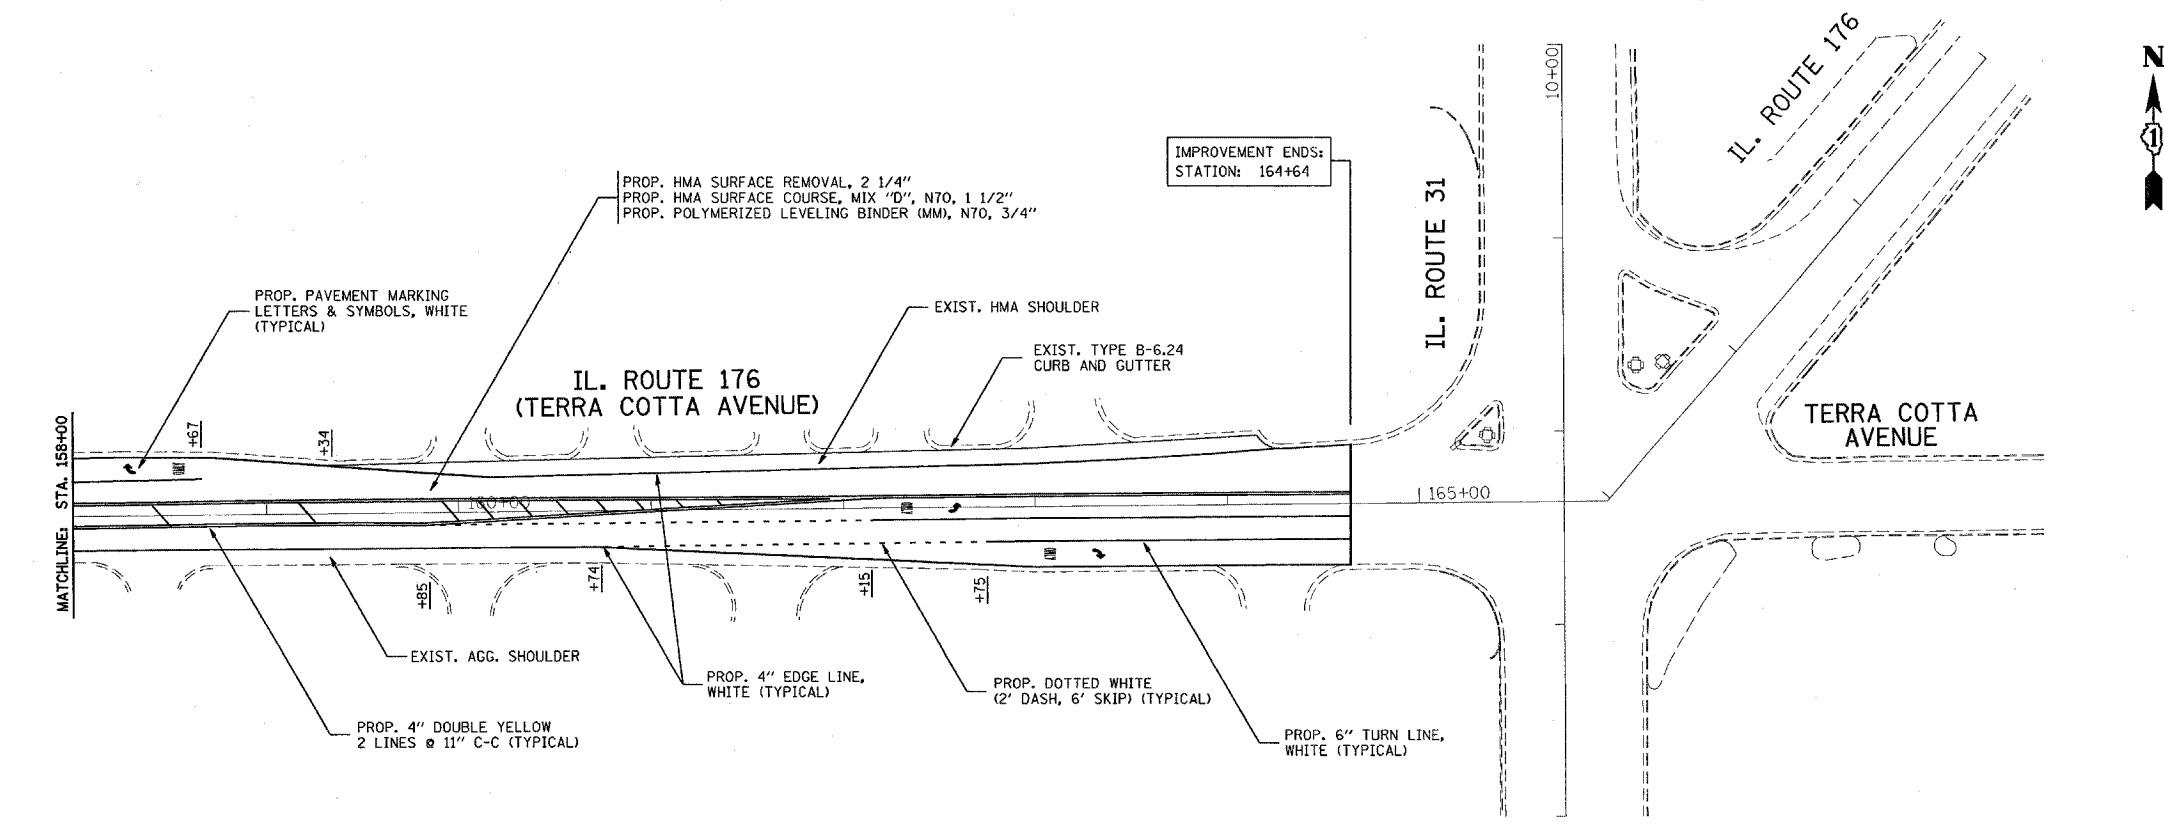 N
1
IL. ROUTE 176
10+00
IMPROVEMENT ENDS:
STATION: 164+64
IL. ROUTE 31
PROP. HMA SURFACE REMOVAL, 2 1/4"
PROP. HMA SURFACE COURSE, MIX "D", N70, 1 1/2"
PROP. POLYMERIZED LEVELING BINDER (MM), N70, 3/4"
PROP. PAVEMENT MARKING
LETTERS & SYMBOLS, WHITE
(TYPICAL)
EXIST. HMA SHOULDER
EXIST. TYPE B-6.24
CURB AND GUTTER
IL. ROUTE 176
(TERRA COTTA AVENUE)
TERRA COTTA
AVENUE
MATCHLINE: STA. 158+00
+67
+34
160+00
165+00
+85
+74
+15
+75
EXIST. AGG. SHOULDER
PROP. 4" EDGE LINE,
WHITE (TYPICAL)
PROP. DOTTED WHITE
(2' DASH, 6' SKIP) (TYPICAL)
PROP. 4" DOUBLE YELLOW
2 LINES @ 11" C-C (TYPICAL)
PROP. 6" TURN LINE,
WHITE (TYPICAL)